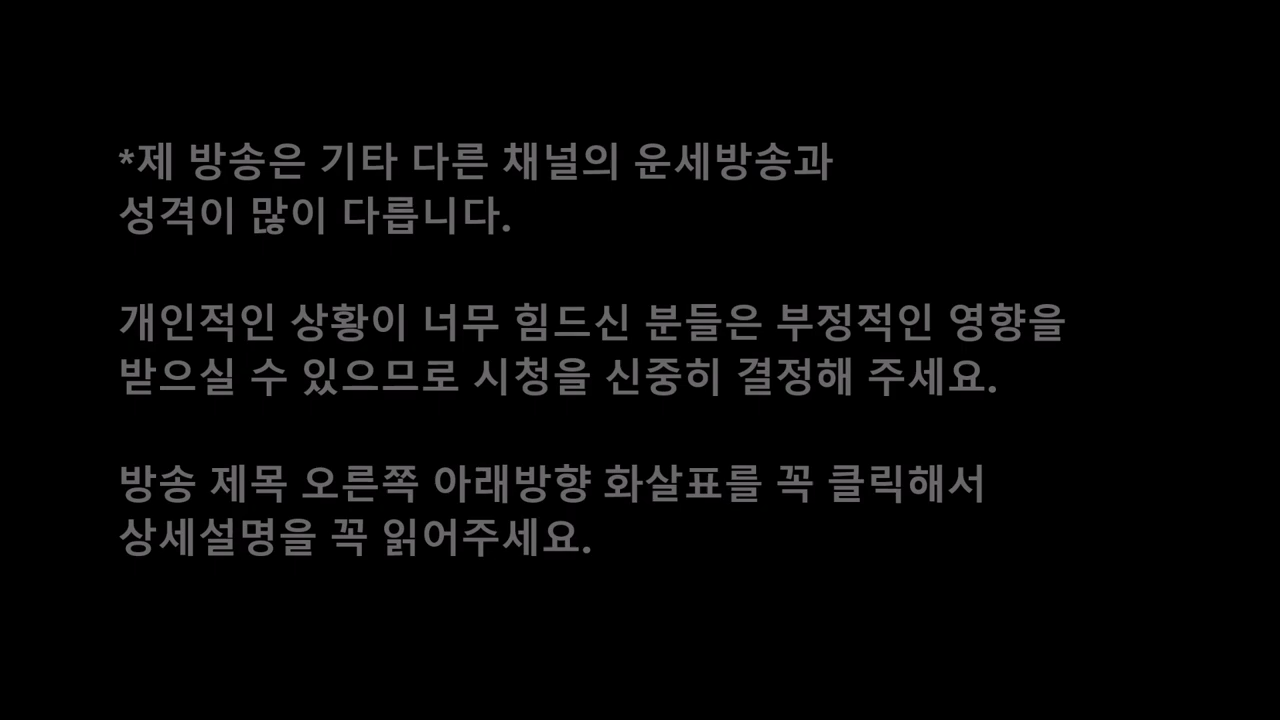 *제 방송은 기타 다른 채널의 운세방송과
성격이 많이 다릅니다.
개인적인 상황이 너무 힘드신 분들은 부정적인 영향을
받으실 수 있으므로 시청을 신중히 결정해 주세요.
방송 제목 오른쪽 아래방향 화살표를 꼭 클릭해서
상세설명을 꼭 읽어주세요.